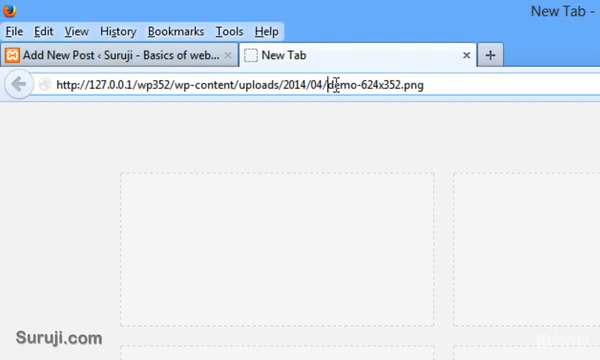 New Tab -
File Edit View History Bookmarks Tools Help
Add New Post ‹ Suruji - Basics of web...
New Tab
http://127.0.0.1/wp352/wp-content/uploads/2014/04/demo-624x352.png
Suruji.com